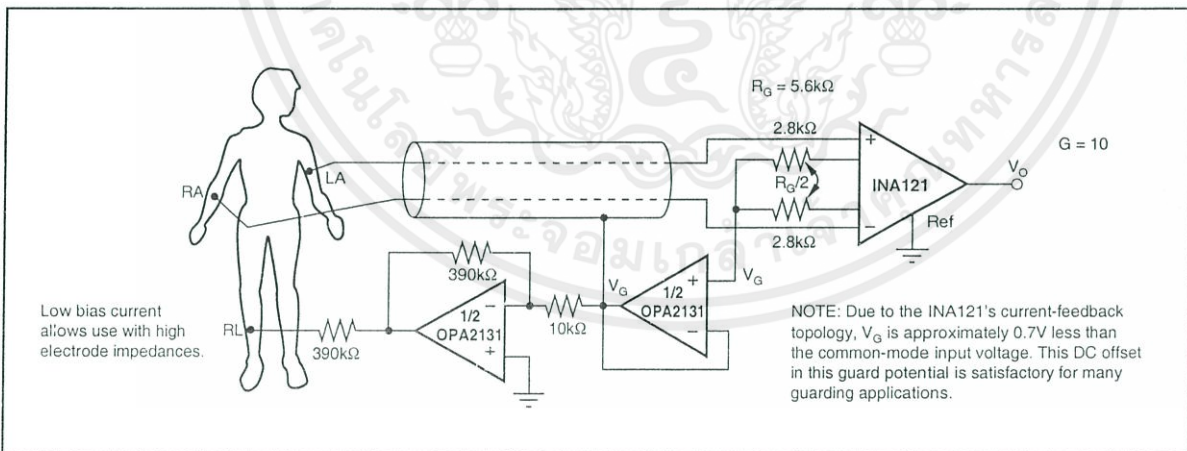 R_G = 5.6kΩ
2.8kΩ
G = 10
LA
RA
R_G/2
INA121
V_O
Ref
2.8kΩ
390kΩ
V_G
V_G
1/2
OPA2131
10kΩ
1/2
OPA2131
RL
390kΩ
Low bias current
allows use with high
electrode impedances.
NOTE: Due to the INA121's current-feedback
topology, V_G is approximately 0.7V less than
the common-mode input voltage. This DC offset
in this guard potential is satisfactory for many
guarding applications.